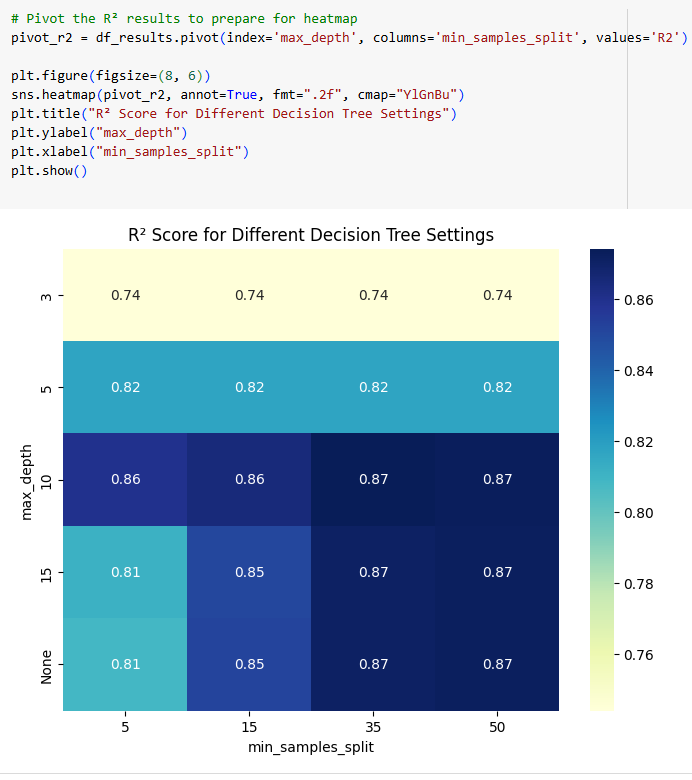 # Pivot the R² results to prepare for heatmap
pivot_r2 = df_results.pivot(index='max_depth', columns='min_samples_split', values='R2')
plt.figure(figsize=(8, 6))
sns.heatmap(pivot_r2, annot=True, fmt=".2f", cmap="YlGnBu")
plt.title("R² Score for Different Decision Tree Settings")
plt.ylabel("max_depth")
plt.xlabel("min_samples_split")
plt.show()
R² Score for Different Decision Tree Settings
3 0.74 0.74 0.74 0.74
5 0.82 0.82 0.82 0.82
10 0.86 0.86 0.87 0.87
15 0.81 0.85 0.87 0.87
None 0.81 0.85 0.87 0.87
5 15 35 50
max_depth
min_samples_split
0.86
0.84
0.82
0.80
0.78
0.76